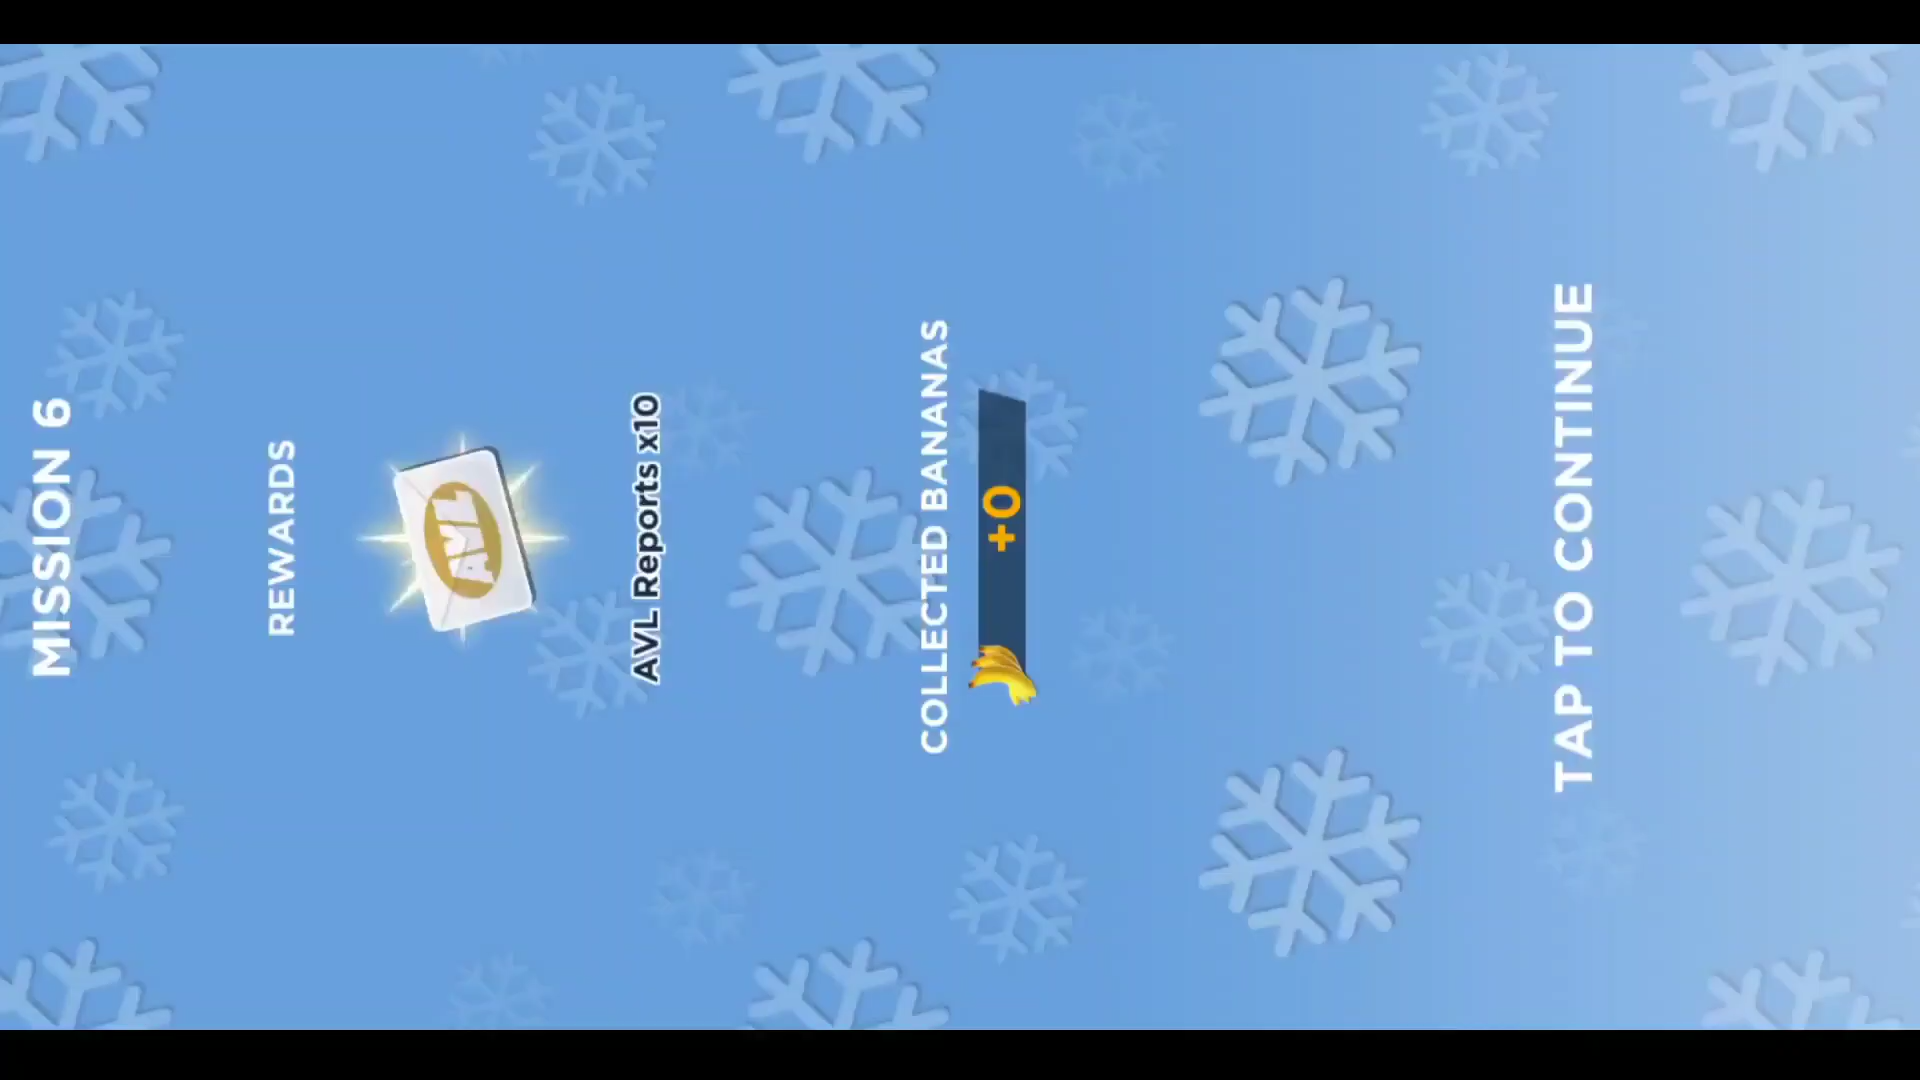 MISSION 6
REWARDS
AVL
AVL Reports x10
COLLECTED BANANAS
+0
TAP TO CONTINUE